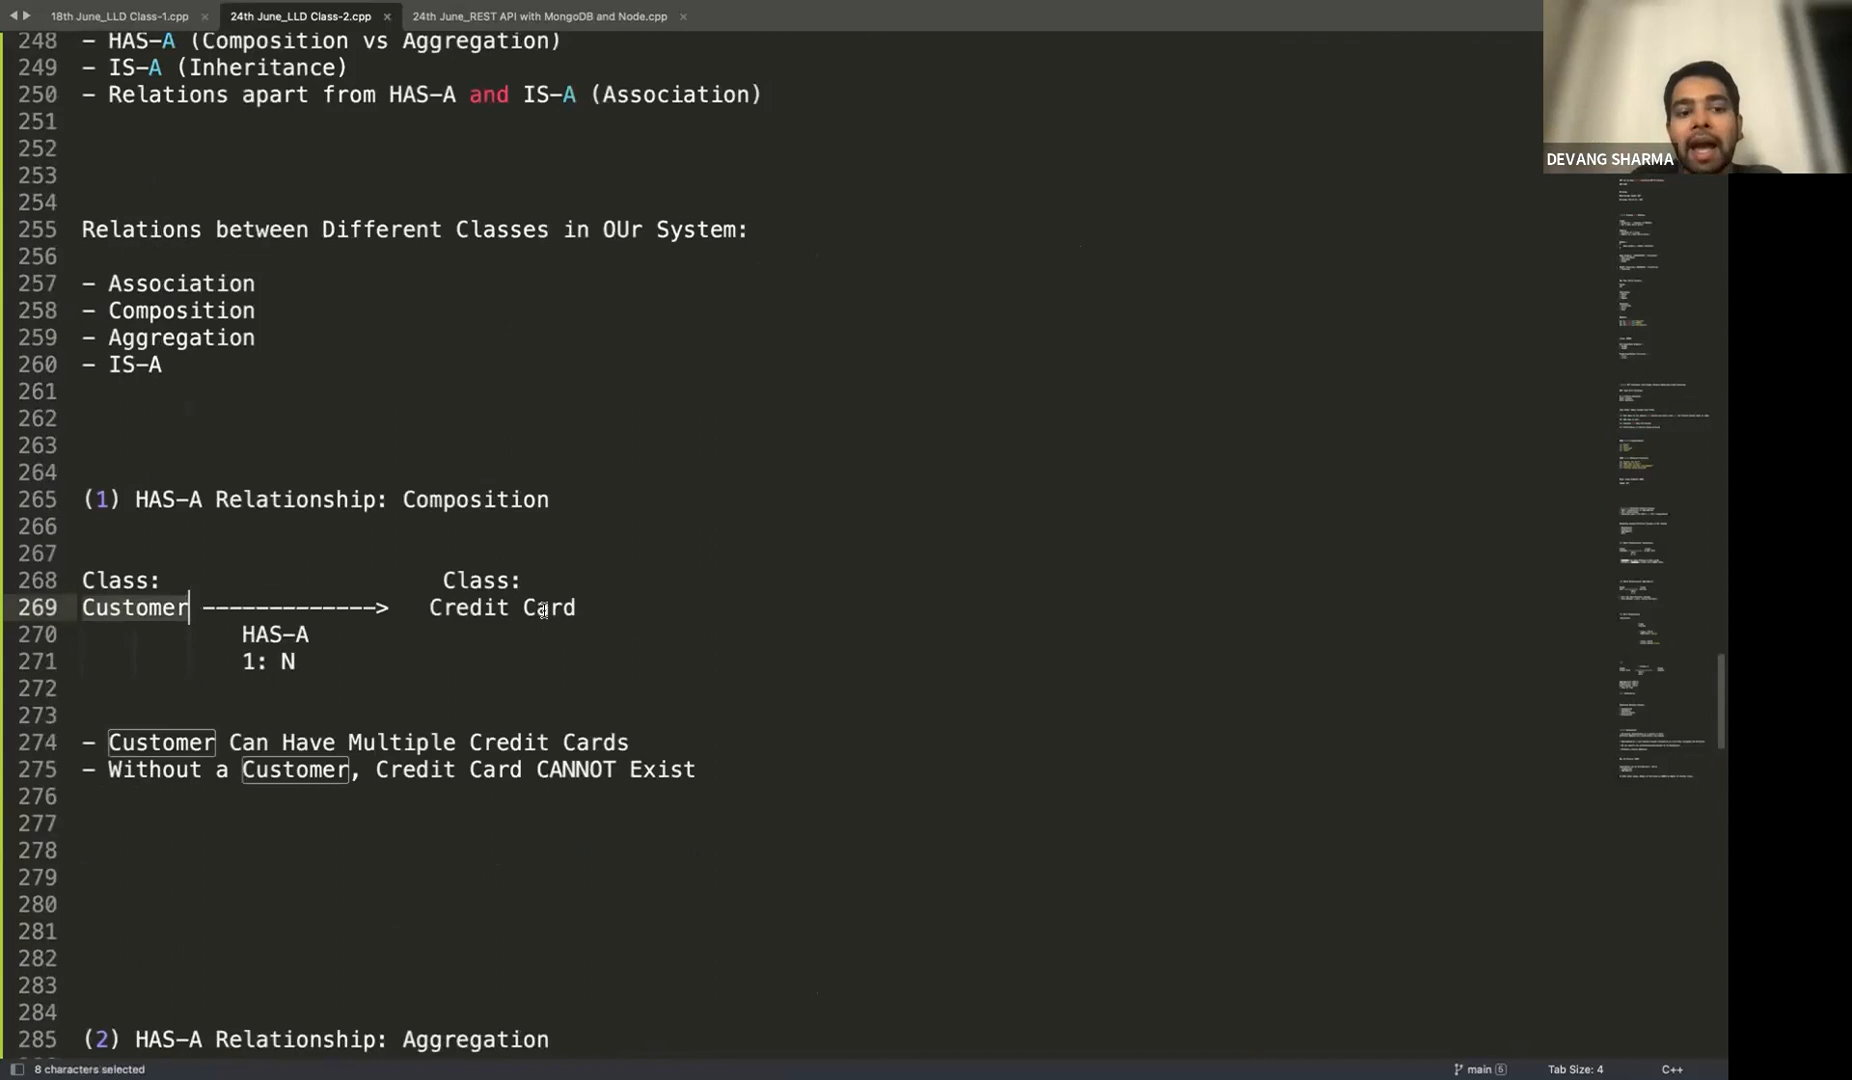 18th June_LLD Class-1.cpp × 24th June_LLD Class-2.cpp × 24th June_REST API with MongoDB and Node.cpp ×
248 - HAS-A (Composition vs Aggregation)
249 - IS-A (Inheritance)
250 - Relations apart from HAS-A and IS-A (Association)
251
252
253
254
255 Relations between Different Classes in OUr System:
256
257 - Association
258 - Composition
259 - Aggregation
260 - IS-A
261
262
263
264
265 (1) HAS-A Relationship: Composition
266
267
268 Class: Class:
269 Customer -------------> Credit Card
270 HAS-A
271 1: N
272
273
274 - Customer Can Have Multiple Credit Cards
275 - Without a Customer, Credit Card CANNOT Exist
276
277
278
279
280
281
282
283
284
285 (2) HAS-A Relationship: Aggregation
DEVANG SHARMA
8 characters selected main 6 Tab Size: 4 C++